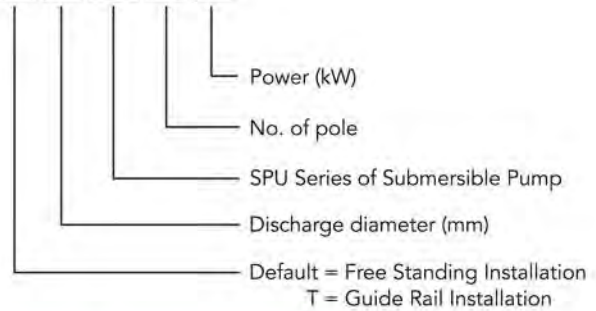 Power (kW)
No. of pole
SPU Series of Submersible Pump
Discharge diameter (mm)
Default = Free Standing Installation
T = Guide Rail Installation